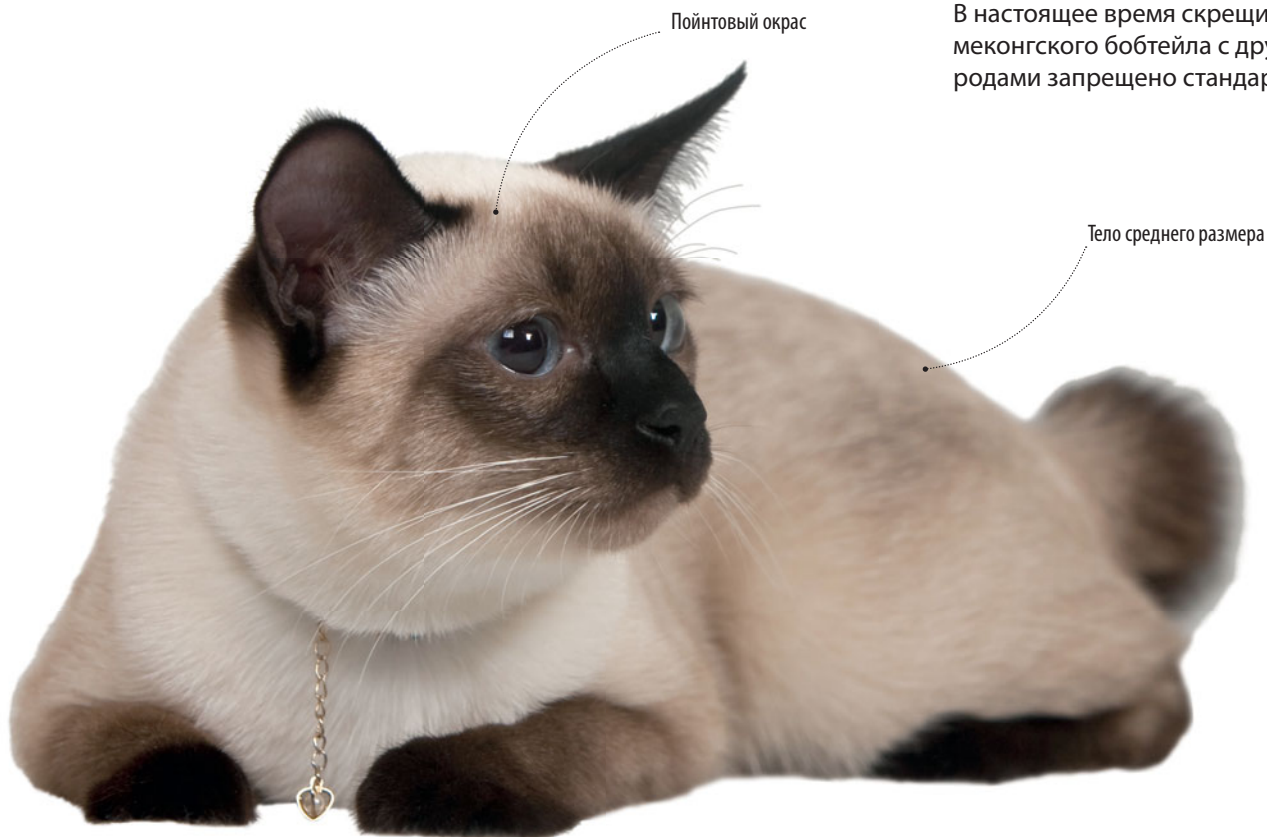 Пойнтовый окрас
В настоящее время скрещи
меконгского бобтейла с дру
родами запрещено стандар
Тело среднего размера